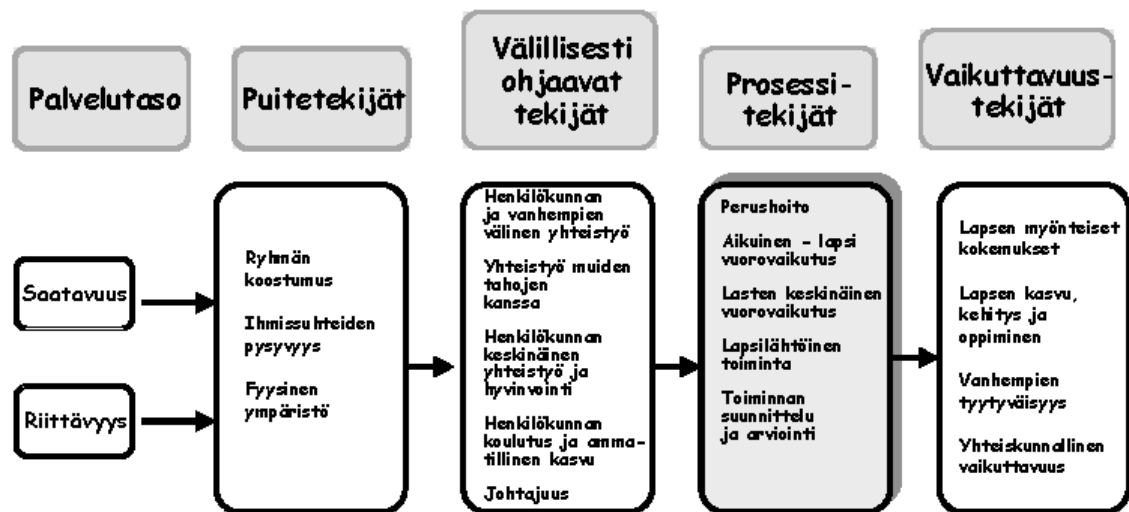 Palvelutaso
Puitetekijät
Välillisesti
ohjaavat
tekijät
Prosessi-
tekijät
Vaikuttavuus-
tekijät
Saatavuus
Riittävyys
Ryhmän
koostumus
Ihmissuhteiden
pysyvyys
Fyysinen
ympäristö
Henkilökunnan
ja vanhempien
välinen yhteistyö
Yhteistyö muiden
tahojen
kanssa
Henkilökunnan
keskinäinen
yhteistyö ja
hyvinvointi
Henkilökunnan
koulutus ja amma-
tillinen kasvu
Johtajuus
Perushoito
Aikuinen - lapsi
vuorovaikutus
Lasten keskinäinen
vuorovaikutus
Lapsilähtöinen
toiminta
Toiminnan
suunnittelu
ja arviointi
Lapsen myönteiset
kokemukset
Lapsen kasvu,
kehitys ja
oppiminen
Vanhempien
tyytyväisyys
Yhteiskunnallinen
vaikuttavuus